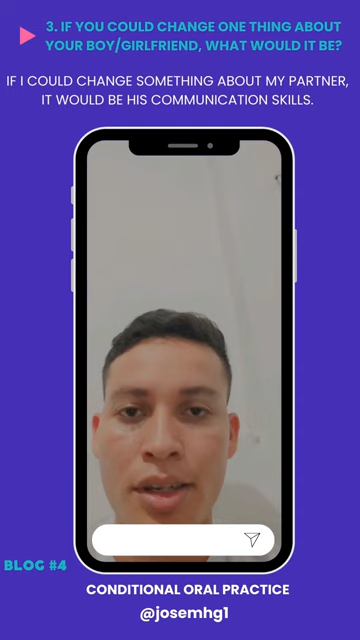 3. IF YOU COULD CHANGE ONE THING ABOUT
YOUR BOY/GIRLFRIEND, WHAT WOULD IT BE?
IF I COULD CHANGE SOMETHING ABOUT MY PARTNER,
IT WOULD BE HIS COMMUNICATION SKILLS.
BLOG #4
CONDITIONAL ORAL PRACTICE
@josemhg1